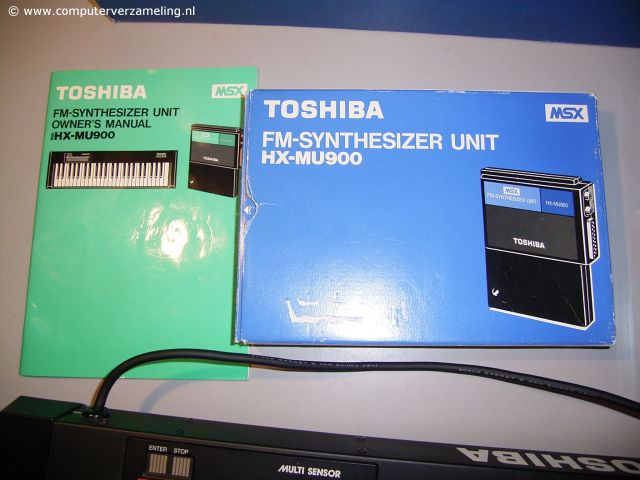 © www.computerverzameling.nl
TOSHIBA
MSX
FM-SYNTHESIZER UNIT
OWNER'S MANUAL
HX-MU900
TOSHIBA
MSX
FM-SYNTHESIZER UNIT
HX-MU900
MSX
FM-SYNTHESIZER UNIT
HX-MU900
TOSHIBA
ENTER STOP
MULTI SENSOR
TOSHIBA